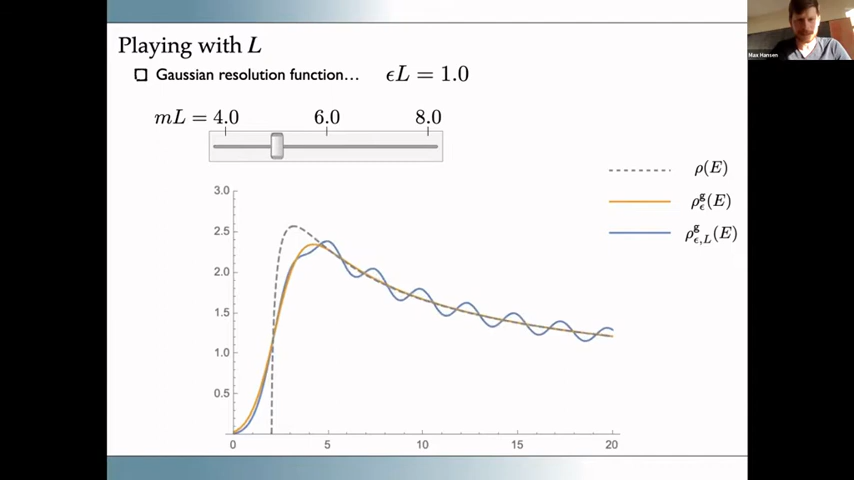 Playing with L
Gaussian resolution function… ϵL = 1.0
mL = 4.0 6.0 8.0
ρ(E)
ρ^g_ϵ(E)
ρ^g_{ϵ,L}(E)
3.0
2.5
2.0
1.5
1.0
0.5
0 5 10 15 20
Max Hansen